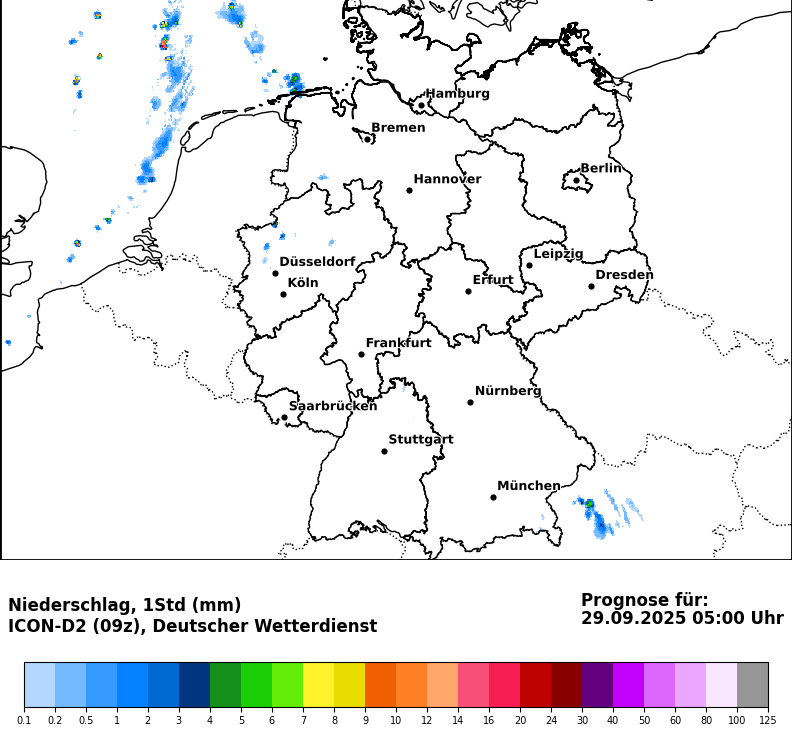 Hamburg
Bremen
Berlin
Hannover
Leipzig
Düsseldorf
Dresden
Köln
Erfurt
Frankfurt
Nürnberg
Saarbrücken
Stuttgart
München
Niederschlag, 1Std (mm)
ICON-D2 (09z), Deutscher Wetterdienst
Prognose für:
29.09.2025 05:00 Uhr
0.1 0.2 0.5 1 2 3 4 5 6 7 8 9 10 12 14 16 20 24 30 40 50 60 80 100 125